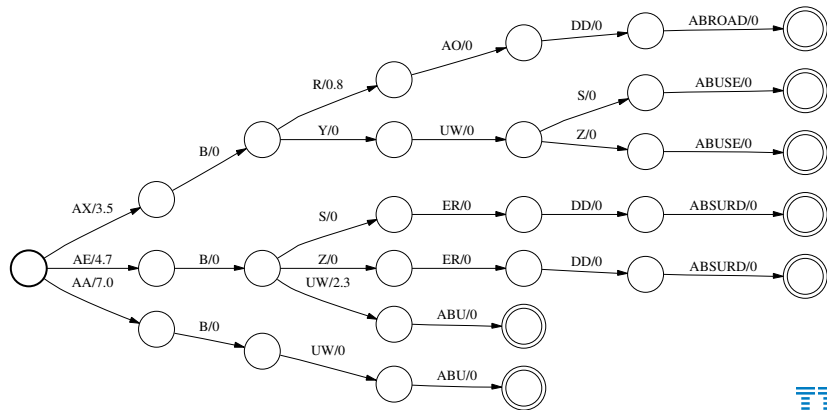 ABROAD/0
DD/0
AO/0
R/0.8
S/0
ABUSE/0
Y/0
UW/0
Z/0
ABUSE/0
B/0
AX/3.5
S/0
ER/0
DD/0
ABSURD/0
AE/4.7
B/0
Z/0
ER/0
DD/0
ABSURD/0
AA/7.0
UW/2.3
ABU/0
B/0
UW/0
ABU/0